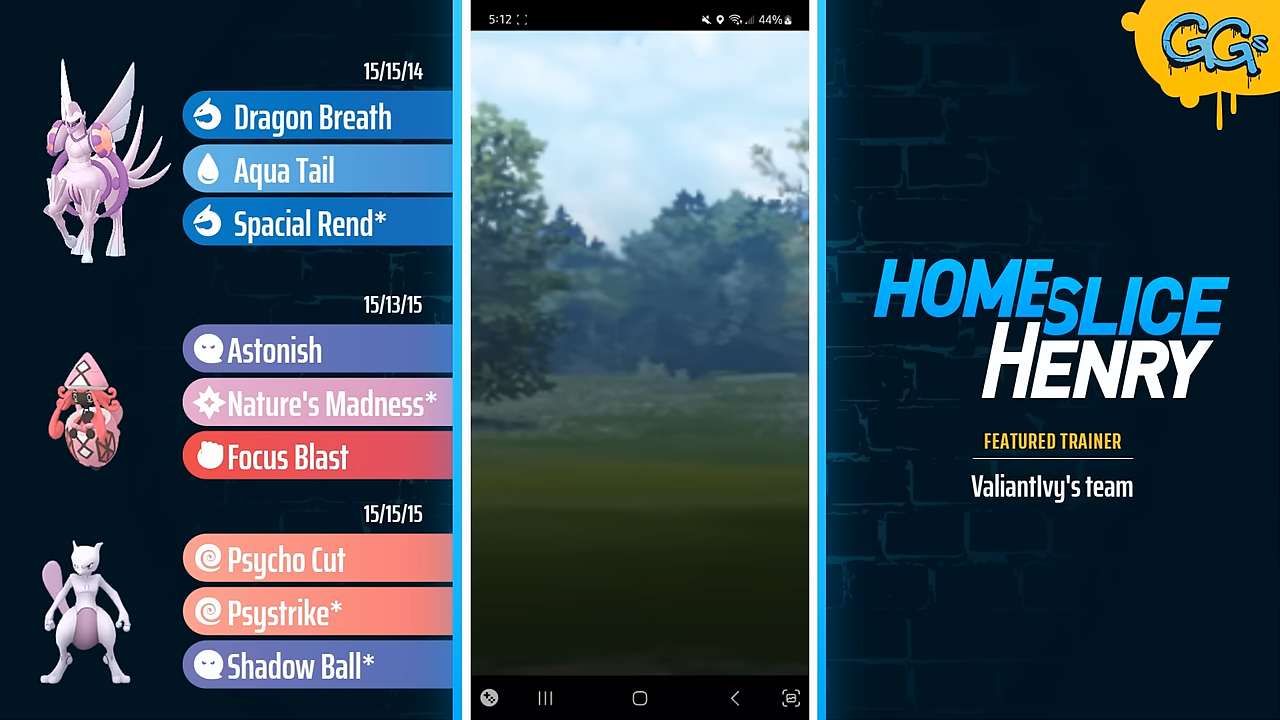 15/15/14
Dragon Breath
Aqua Tail
Spacial Rend*
15/13/15
Astonish
Nature's Madness*
Focus Blast
15/15/15
Psycho Cut
Psystrike*
Shadow Ball*
5:12
44%
GGs
HOMESLICE
HENRY
FEATURED TRAINER
ValiantIvy's team